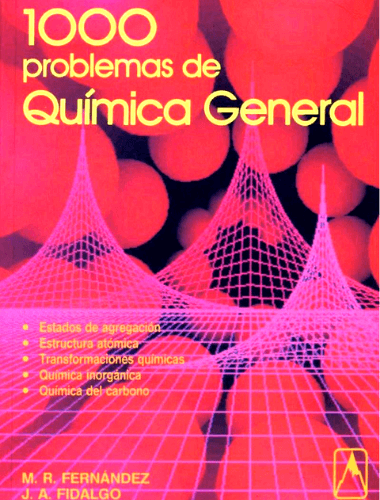 1000
problemas de
Química General
• Estados de agregación
• Estructura atómica
• Transformaciones químicas
• Química inorgánica
• Química del carbono
M. R. FERNÁNDEZ
J. A. FIDALGO